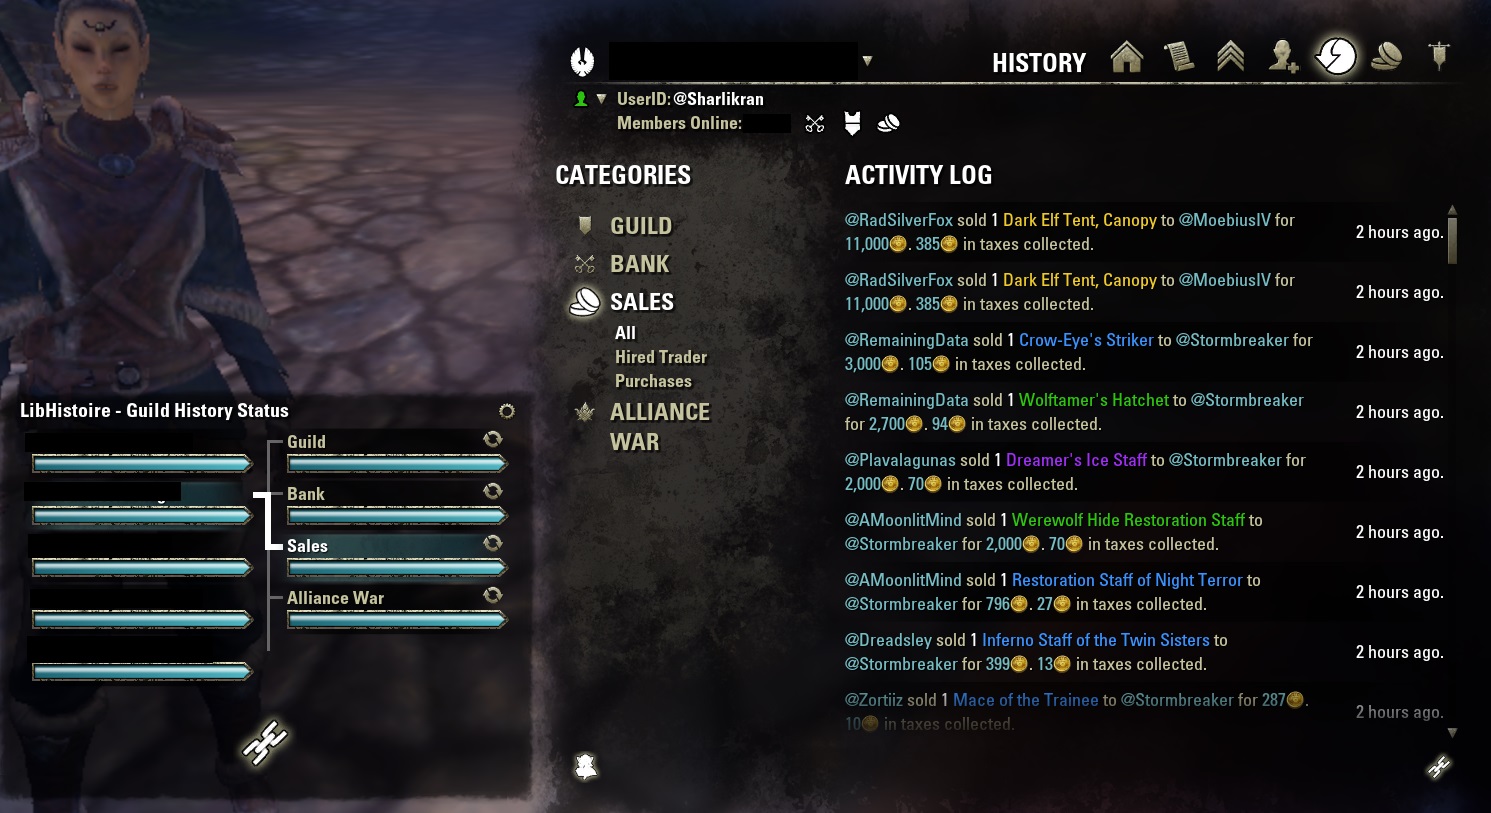 HISTORY
UserID: @Sharlikran
Members Online:
CATEGORIES
GUILD
BANK
SALES
All
Hired Trader
Purchases
ALLIANCE
WAR
ACTIVITY LOG
@RadSilverFox sold 1 Dark Elf Tent, Canopy to @MoebiusIV for
11,000. 385 in taxes collected.
2 hours ago.
@RadSilverFox sold 1 Dark Elf Tent, Canopy to @MoebiusIV for
11,000. 385 in taxes collected.
2 hours ago.
@RemainingData sold 1 Crow-Eye's Striker to @Stormbreaker for
3,000. 105 in taxes collected.
2 hours ago.
@RemainingData sold 1 Wolftamer's Hatchet to @Stormbreaker
for 2,700. 94 in taxes collected.
2 hours ago.
@Plavalagunas sold 1 Dreamer's Ice Staff to @Stormbreaker for
2,000. 70 in taxes collected.
2 hours ago.
@AMoonlitMind sold 1 Werewolf Hide Restoration Staff to
@Stormbreaker for 2,000. 70 in taxes collected.
2 hours ago.
@AMoonlitMind sold 1 Restoration Staff of Night Terror to
@Stormbreaker for 796. 27 in taxes collected.
2 hours ago.
@Dreadsley sold 1 Inferno Staff of the Twin Sisters to
@Stormbreaker for 399. 13 in taxes collected.
2 hours ago.
@Zortiiz sold 1 Mace of the Trainee to @Stormbreaker for 287.
10 in taxes collected.
2 hours ago.
LibHistoire - Guild History Status
Guild
Bank
Sales
Alliance War